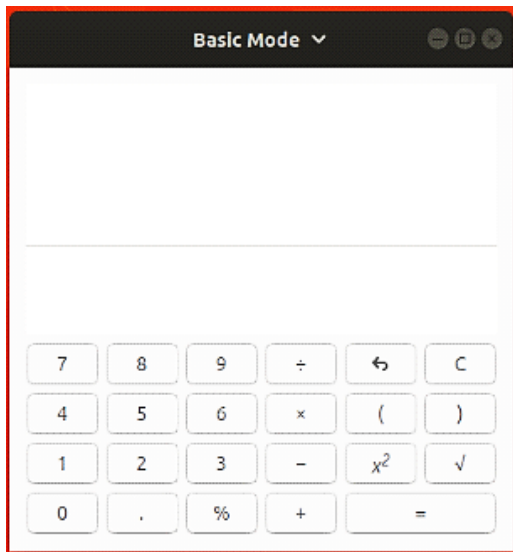 Basic Mode
7 8 9 ÷ C
4 5 6 × ( )
1 2 3 − x² √
0 . % + =